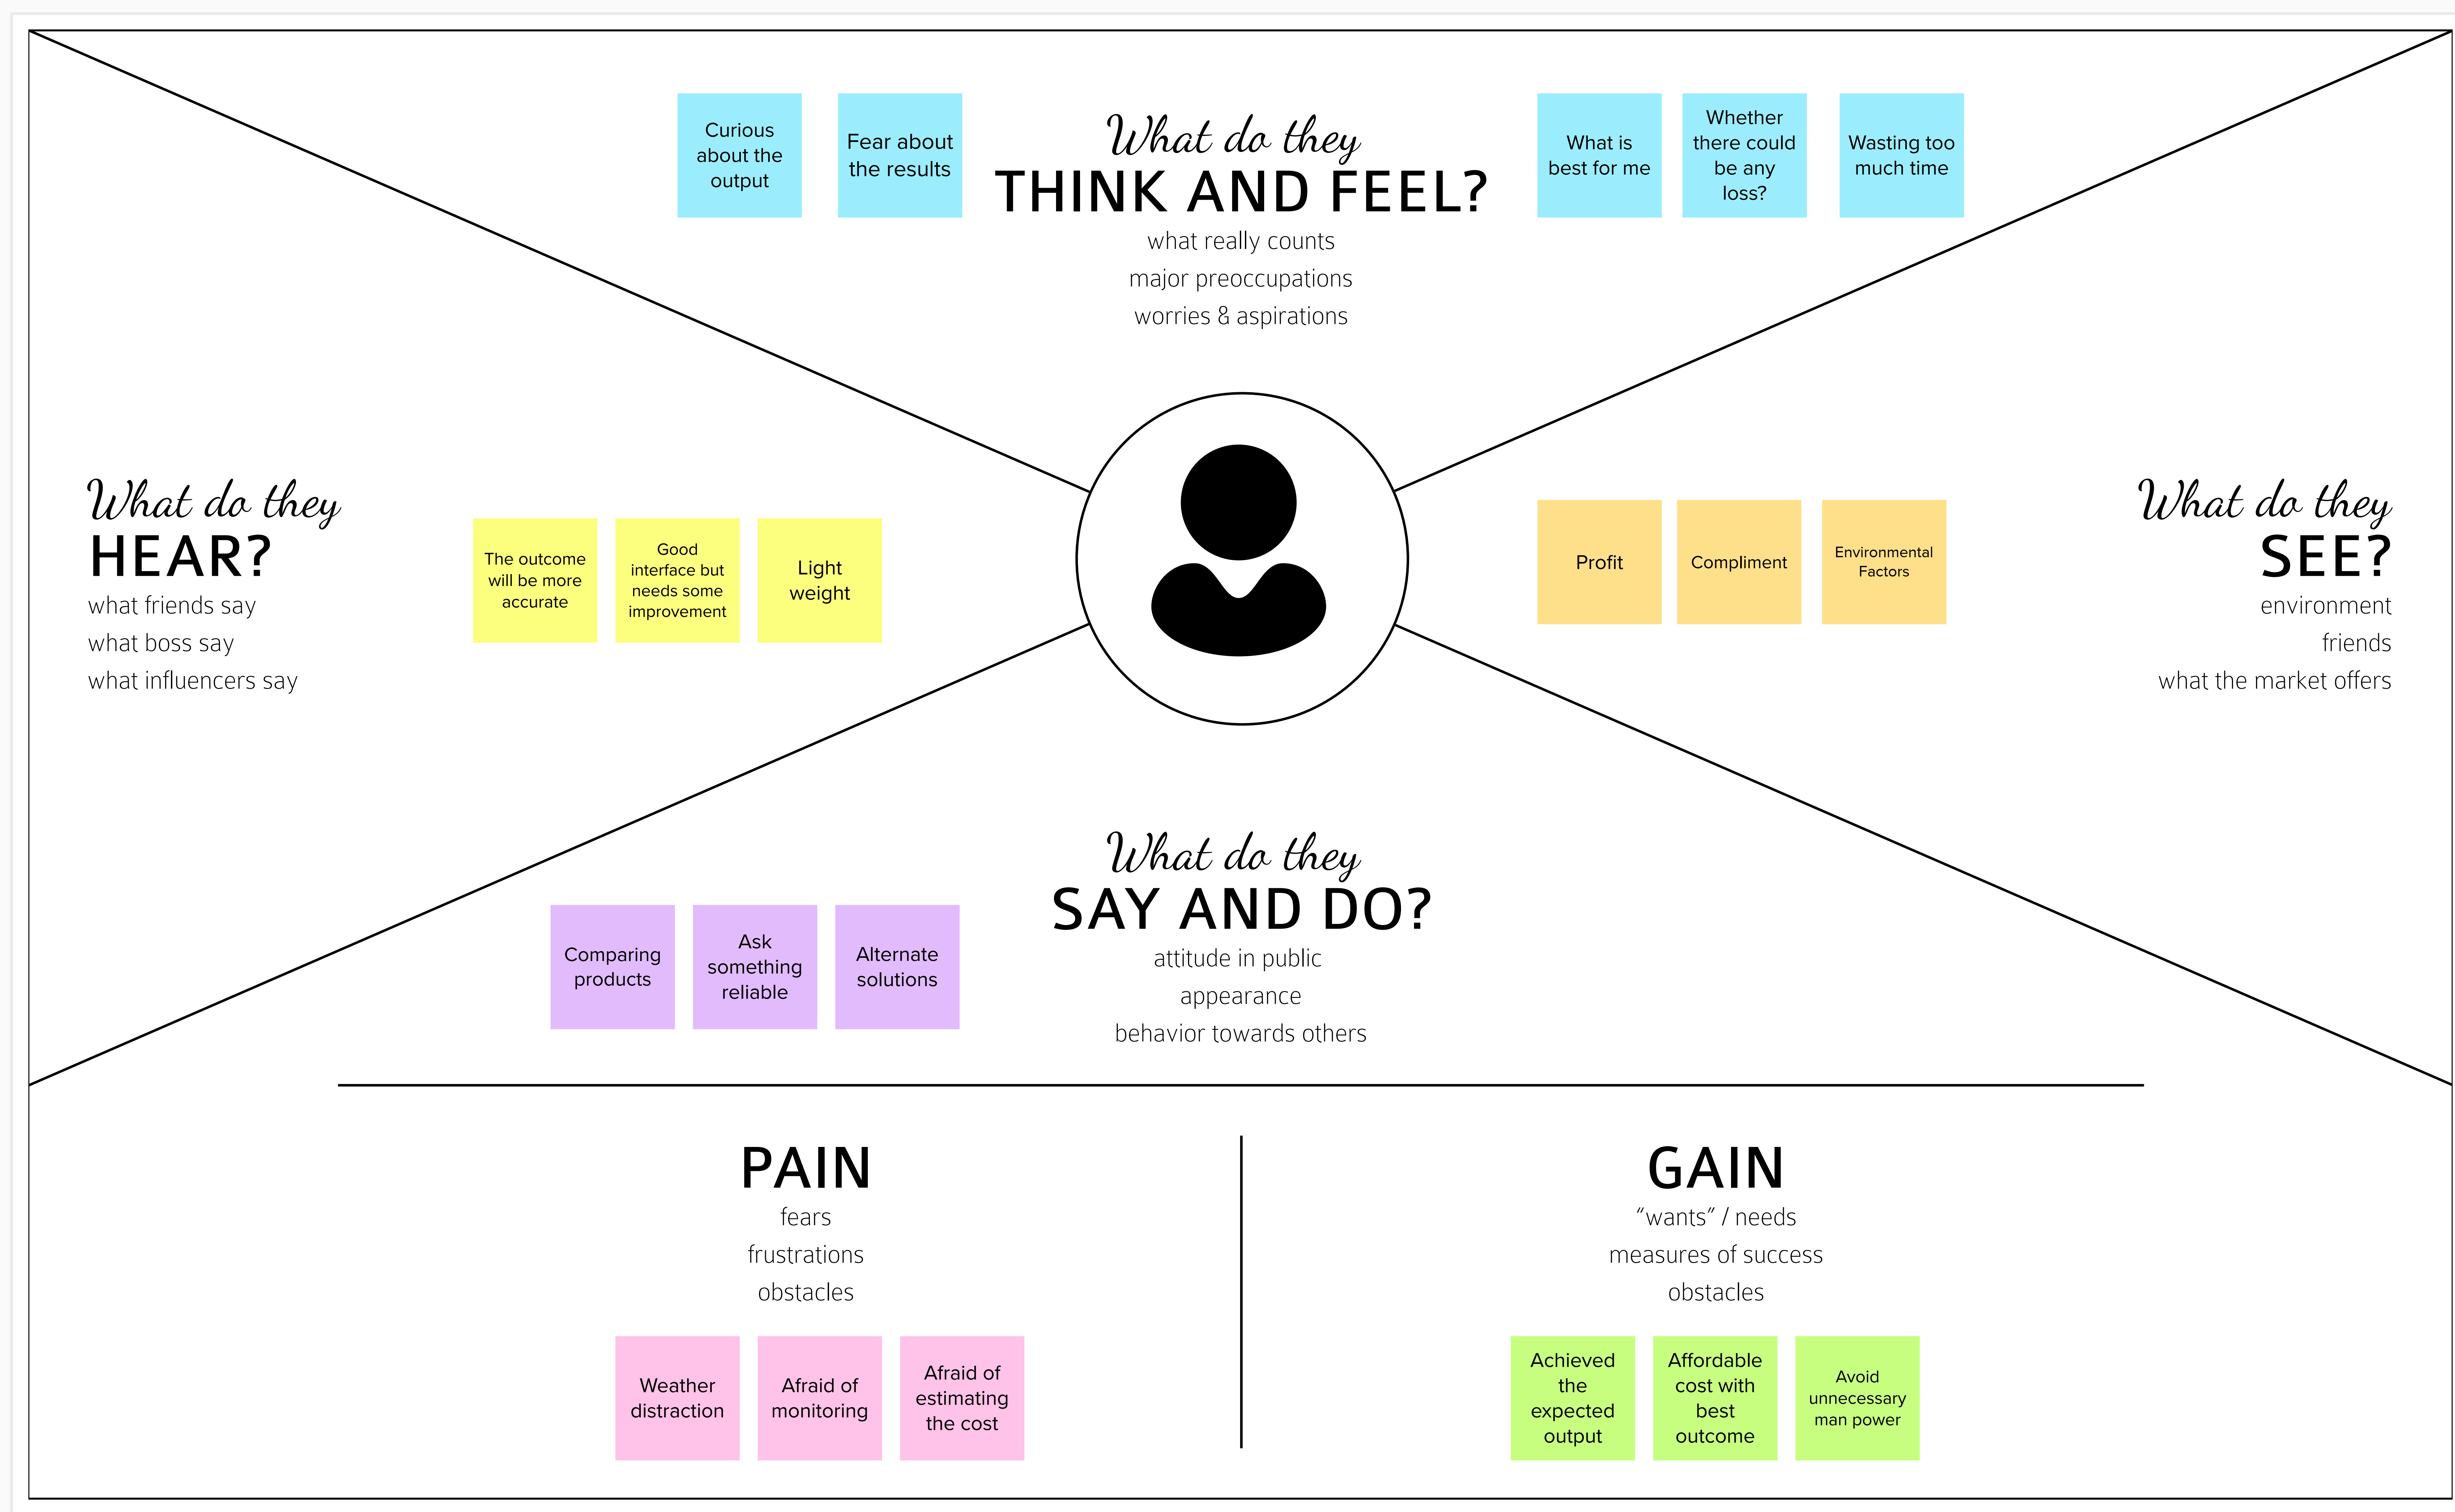 Curious
about the
output
Fear about
the results
What do they
THINK AND FEEL?
what really counts
major preoccupations
worries & aspirations
What is
best for me
Whether
there could
be any
loss?
Wasting too
much time
What do they
HEAR?
what friends say
what boss say
what influencers say
The outcome
will be more
accurate
Good
interface but
needs some
improvement
Light
weight
Profit
Compliment
Environmental
Factors
What do they
SEE?
environment
friends
what the market offers
Comparing
products
Ask
something
reliable
Alternate
solutions
What do they
SAY AND DO?
attitude in public
appearance
behavior towards others
PAIN
fears
frustrations
obstacles
Weather
distraction
Afraid of
monitoring
Afraid of
estimating
the cost
GAIN
“wants” / needs
measures of success
obstacles
Achieved
the
expected
output
Affordable
cost with
best
outcome
Avoid
unnecessary
man power